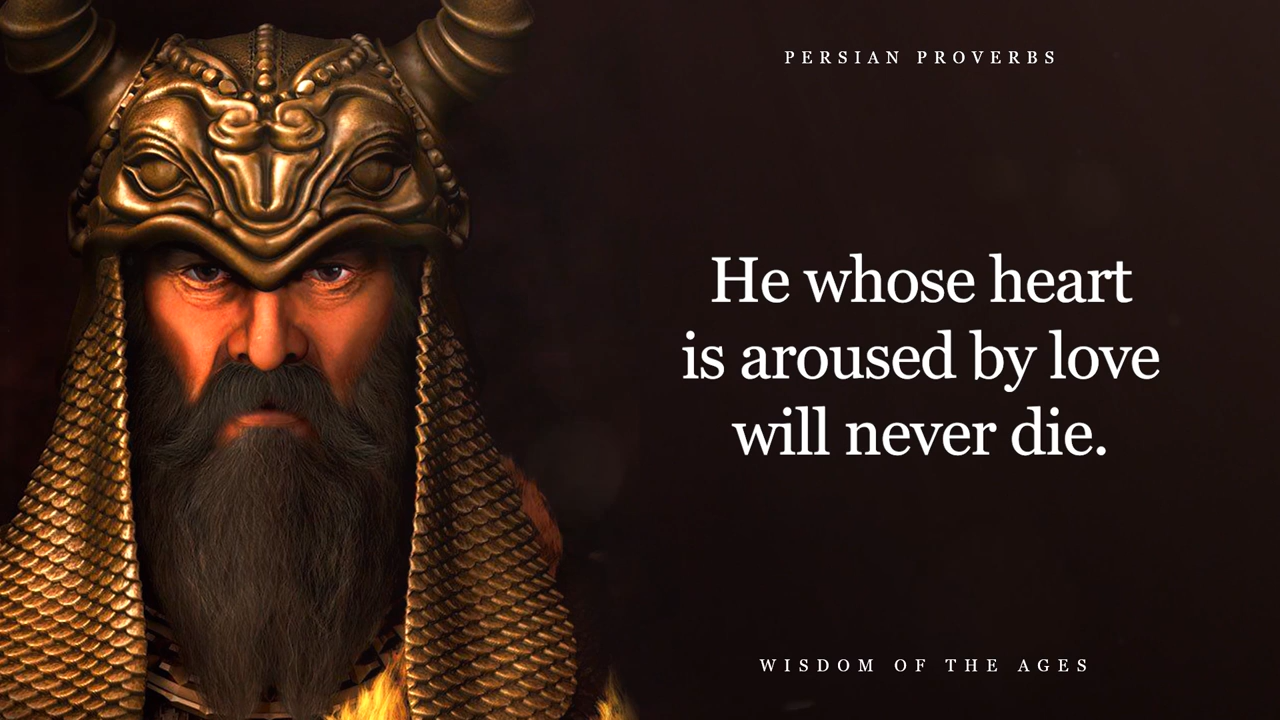 PERSIAN PROVERBS
He whose heart
is aroused by love
will never die.
WISDOM OF THE AGES